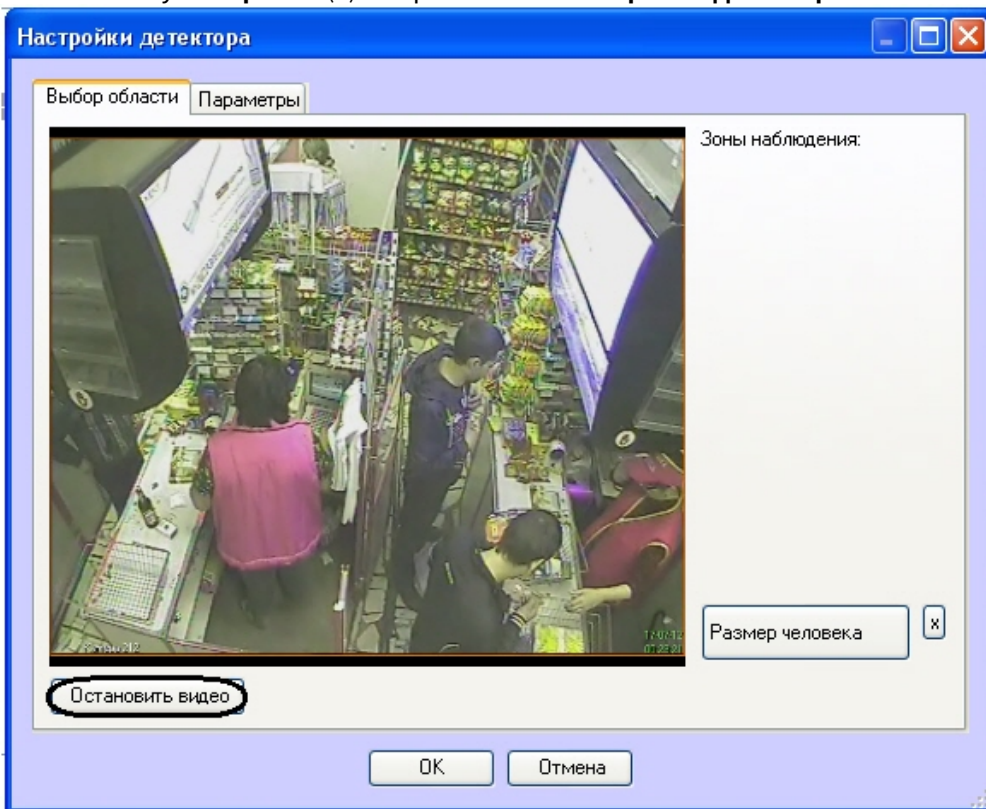 Настройки детектора
Выбор области
Параметры
Зоны наблюдения:
Размер человека
x
Остановить видео
OK
Отмена